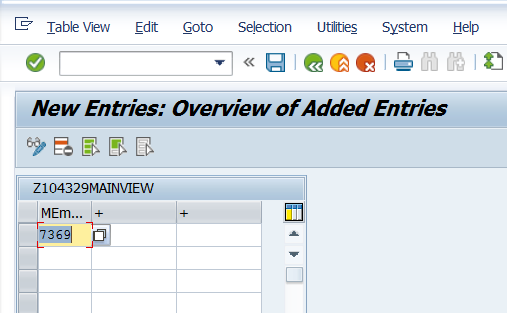 Table View Edit Goto Selection Utilities System Help
New Entries: Overview of Added Entries
Z104329MAINVIEW
MEm... + +
7369